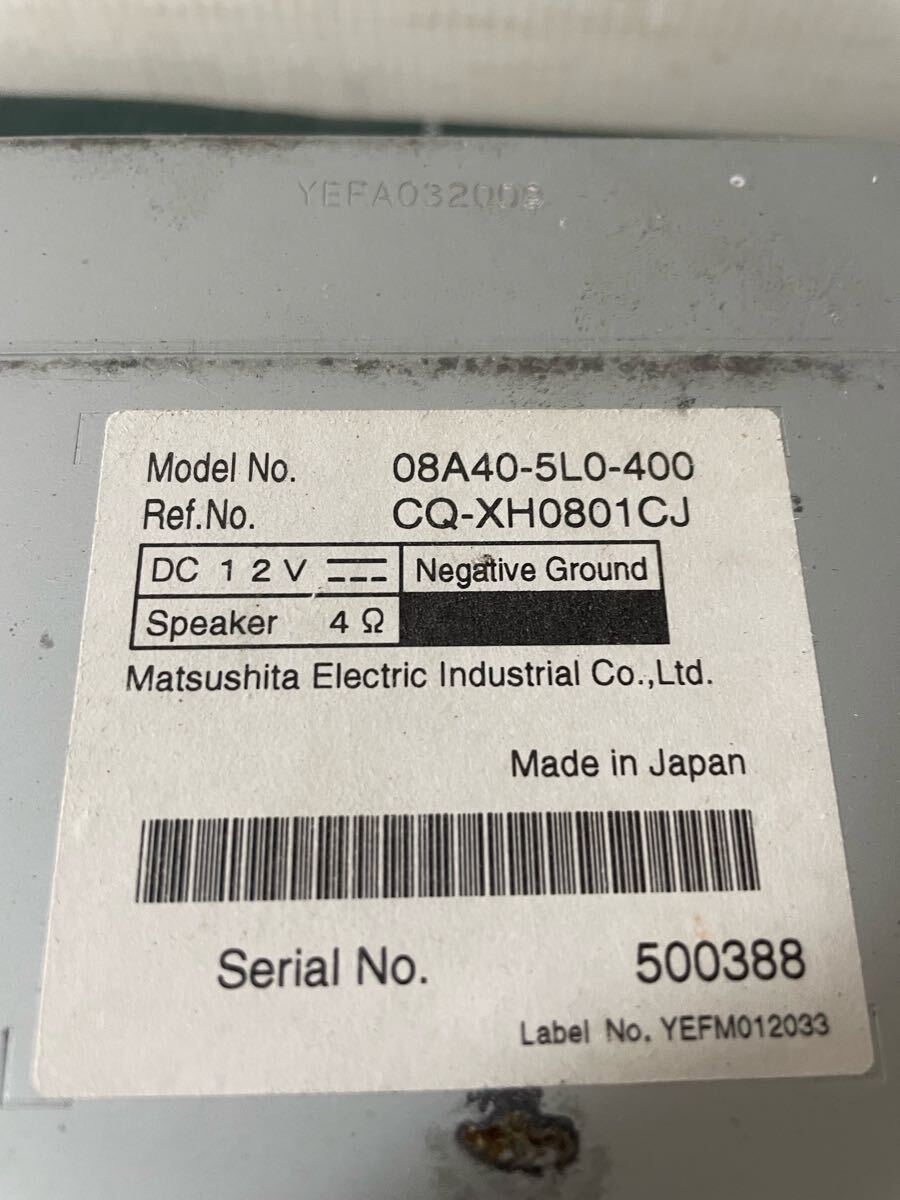 YEFA032008
Model No. 08A40-5L0-400
Ref.No. CQ-XH0801CJ
DC 12V Negative Ground
Speaker 4Ω
Matsushita Electric Industrial Co.,Ltd.
Made in Japan
Serial No. 500388
Label No. YEFM012033